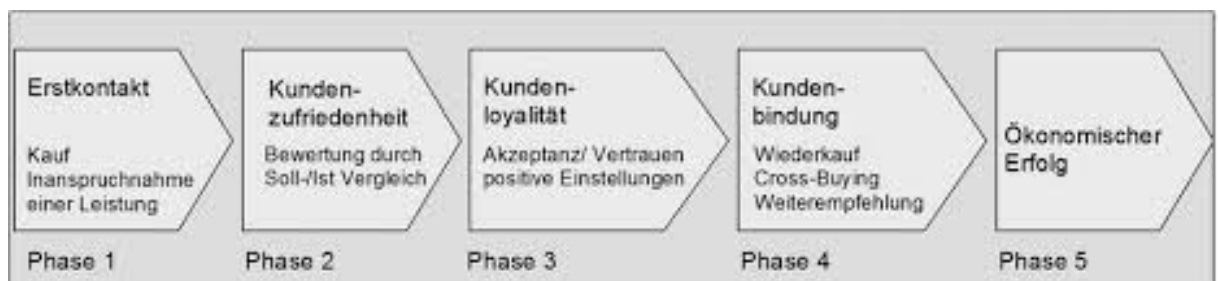 Erstkontakt
Kauf
Inanspruchnahme
einer Leistung
Phase 1
Kunden-
zufriedenheit
Bewertung durch
Soll-/Ist Vergleich
Phase 2
Kunden-
loyalität
Akzeptanz/ Vertrauen
positive Einstellungen
Phase 3
Kunden-
bindung
Wiederkauf
Cross-Buying
Weiterempfehlung
Phase 4
Ökonomischer
Erfolg
Phase 5